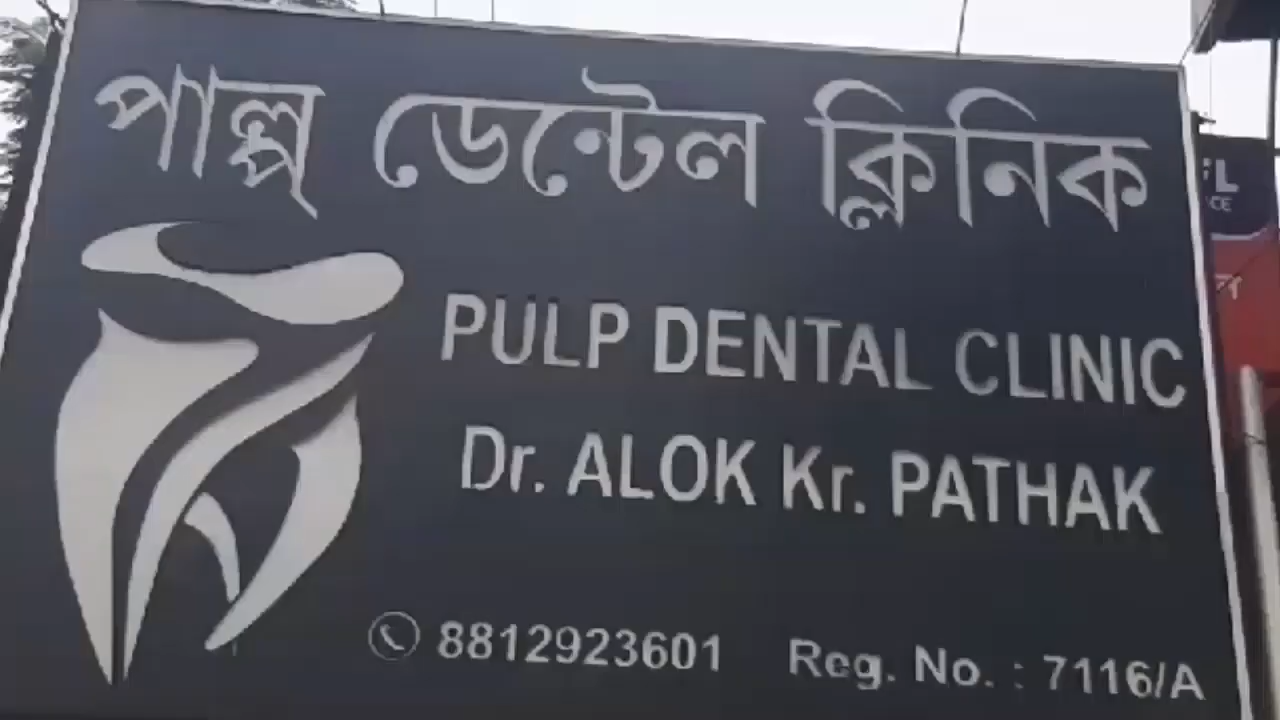 পাল্প ডেন্টেল ক্লিনিক
PULP DENTAL CLINIC
Dr. ALOK Kr. PATHAK
8812923601 Reg. No. : 7116/A